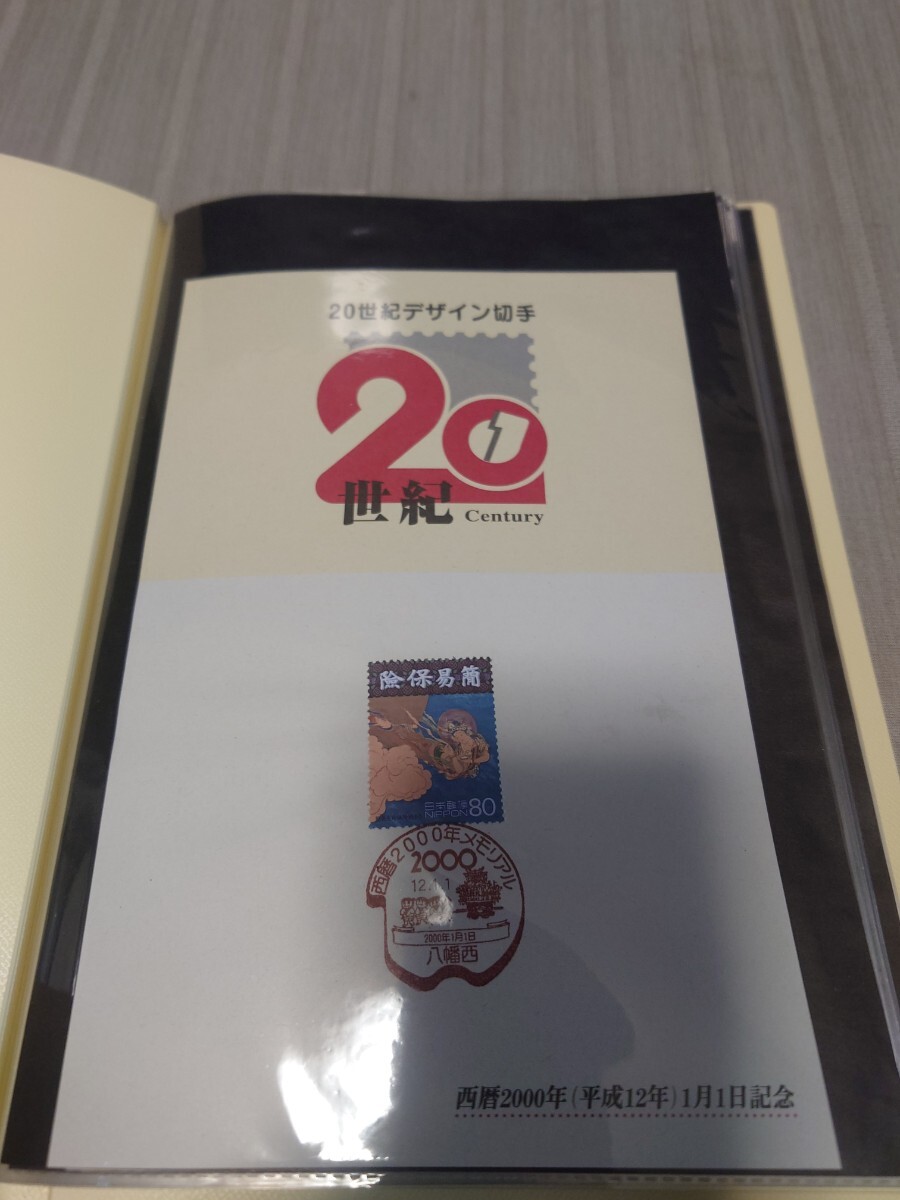 20世紀デザイン切手
20
世紀 Century
険保易簡
日本郵便
NIPPON 80
西暦2000年メモリアル
2000
12.1.1
2000年1月1日
八幡西
西暦2000年(平成12年)1月1日記念